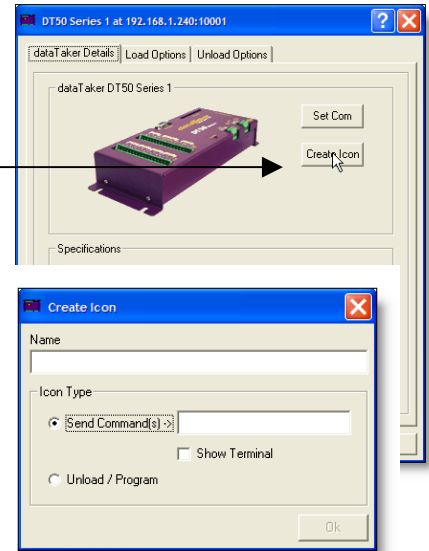 DT50 Series 1 at 192.168.1.240:10001
dataTaker Details Load Options Unload Options
dataTaker DT50 Series 1
Set Com
Create Icon
Specifications
Create Icon
Name
Icon Type
Send Command(s) ->
Show Terminal
Unload / Program
Ok